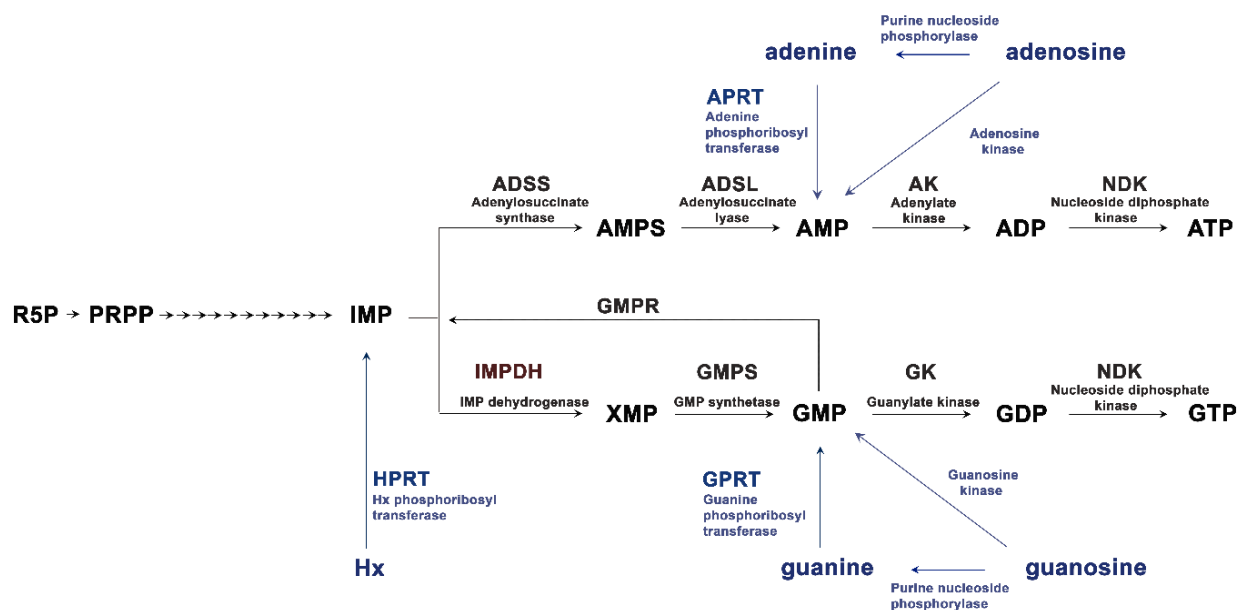 Purine nucleoside
phosphorylase
adenine
adenosine
APRT
Adenine
phosphoribosyl
transferase
Adenosine
kinase
ADSS
Adenylosuccinate
synthase
ADSL
Adenylosuccinate
lyase
AK
Adenylate
kinase
NDK
Nucleoside diphosphate
kinase
AMPS
AMP
ADP
ATP
R5P
PRPP
IMP
GMPR
IMPDH
IMP dehydrogenase
GMPS
GMP synthetase
GK
Guanylate kinase
NDK
Nucleoside diphosphate
kinase
XMP
GMP
GDP
GTP
HPRT
Hx phosphoribosyl
transferase
GPRT
Guanine
phosphoribosyl
transferase
Guanosine
kinase
Hx
guanine
guanosine
Purine nucleoside
phosphorylase